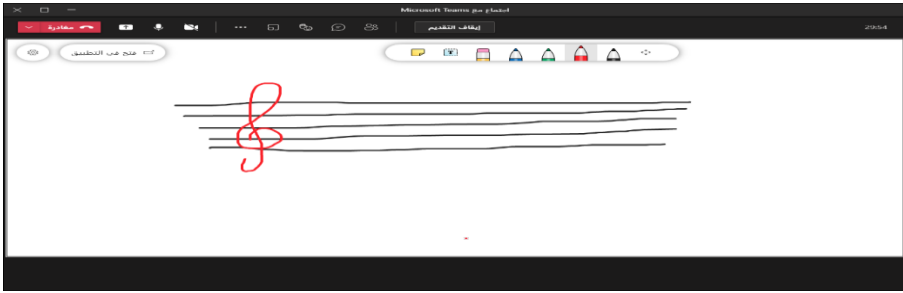 اجتماع مع Microsoft Teams
29:54
إيقاف التقديم
مغادرة
فتح في التطبيق